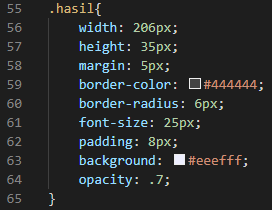 55 .hasil{
56 width: 206px;
57 height: 35px;
58 margin: 5px;
59 border-color: #444444;
60 border-radius: 6px;
61 font-size: 25px;
62 padding: 8px;
63 background: #eeefff;
64 opacity: .7;
65 }